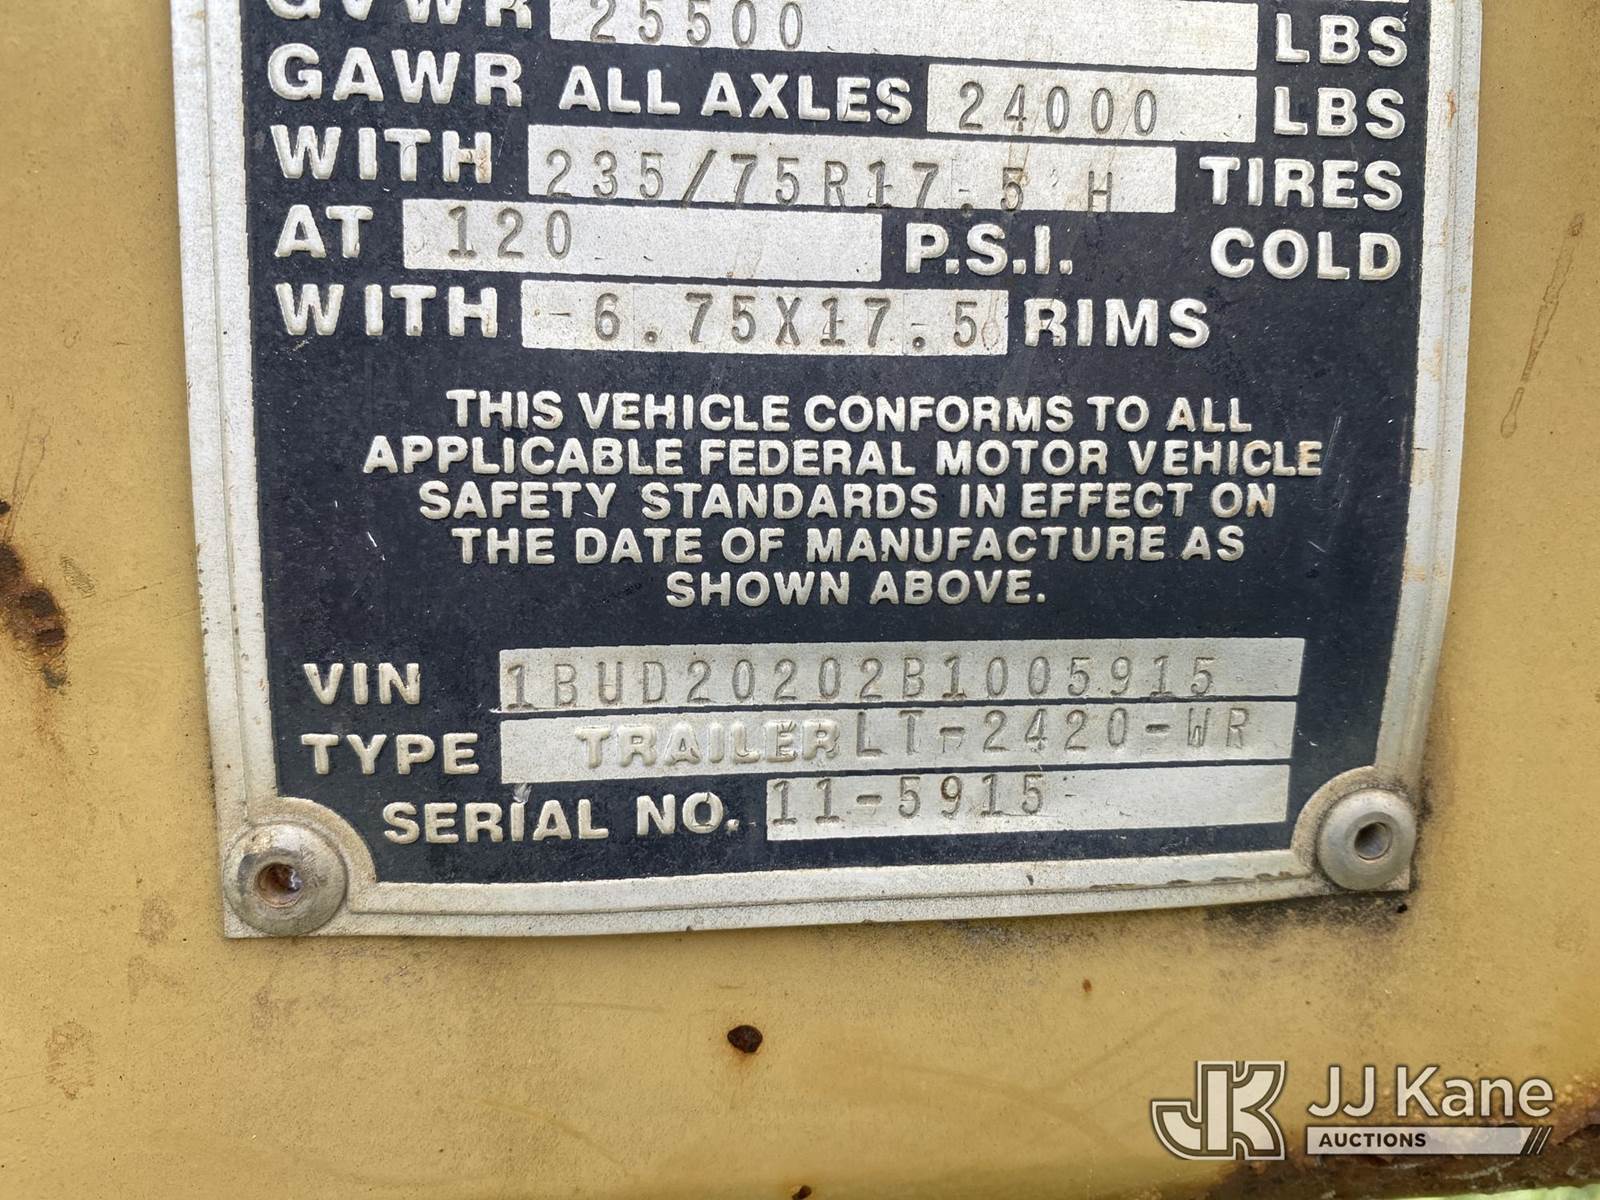 GVWR 25500 LBS
GAWR ALL AXLES 24000 LBS
WITH 235/75R17.5 H TIRES
AT 120 P.S.I. COLD
WITH 6.75X17.5 RIMS
THIS VEHICLE CONFORMS TO ALL
APPLICABLE FEDERAL MOTOR VEHICLE
SAFETY STANDARDS IN EFFECT ON
THE DATE OF MANUFACTURE AS
SHOWN ABOVE.
VIN 1BUD20202B1005915
TYPE TRAILER LT-2420-WR
SERIAL NO. 11-5915
JK JJ Kane
AUCTIONS